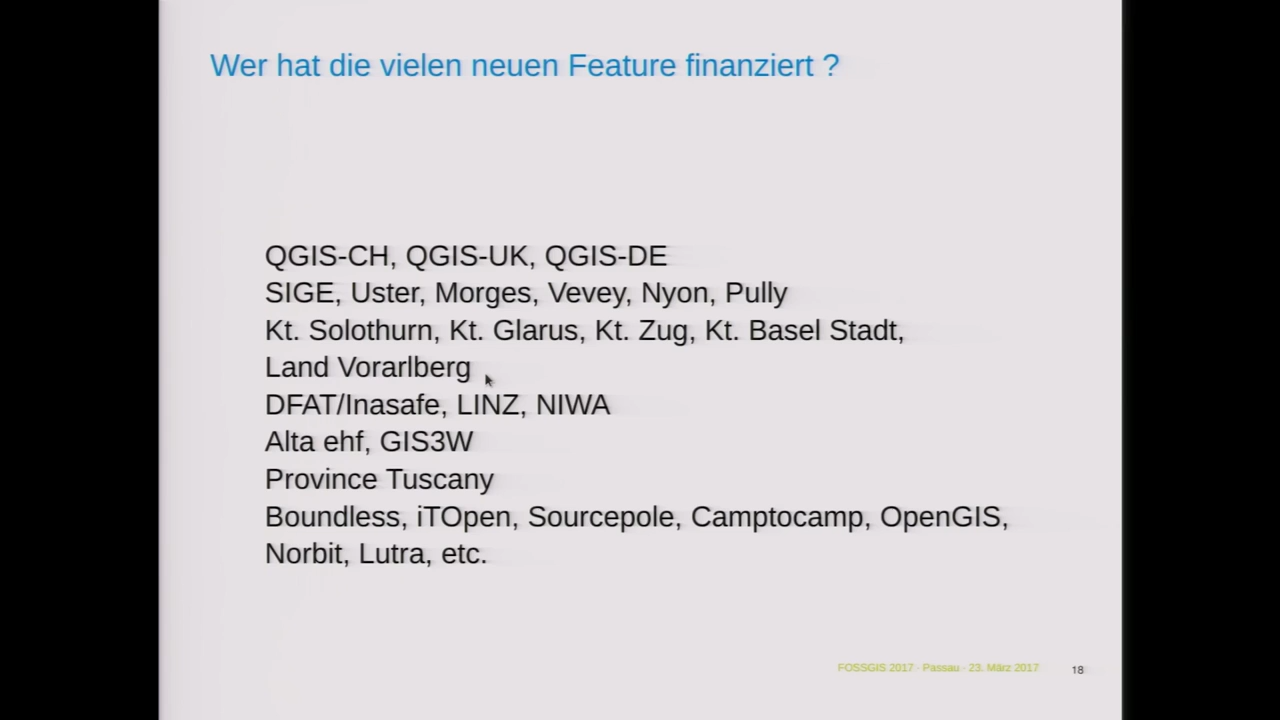 Wer hat die vielen neuen Feature finanziert ?
QGIS-CH, QGIS-UK, QGIS-DE
SIGE, Uster, Morges, Vevey, Nyon, Pully
Kt. Solothurn, Kt. Glarus, Kt. Zug, Kt. Basel Stadt,
Land Vorarlberg
DFAT/Inasafe, LINZ, NIWA
Alta ehf, GIS3W
Province Tuscany
Boundless, iTOpen, Sourcepole, Camptocamp, OpenGIS,
Norbit, Lutra, etc.
FOSSGIS 2017 - Passau - 23. März 2017
18